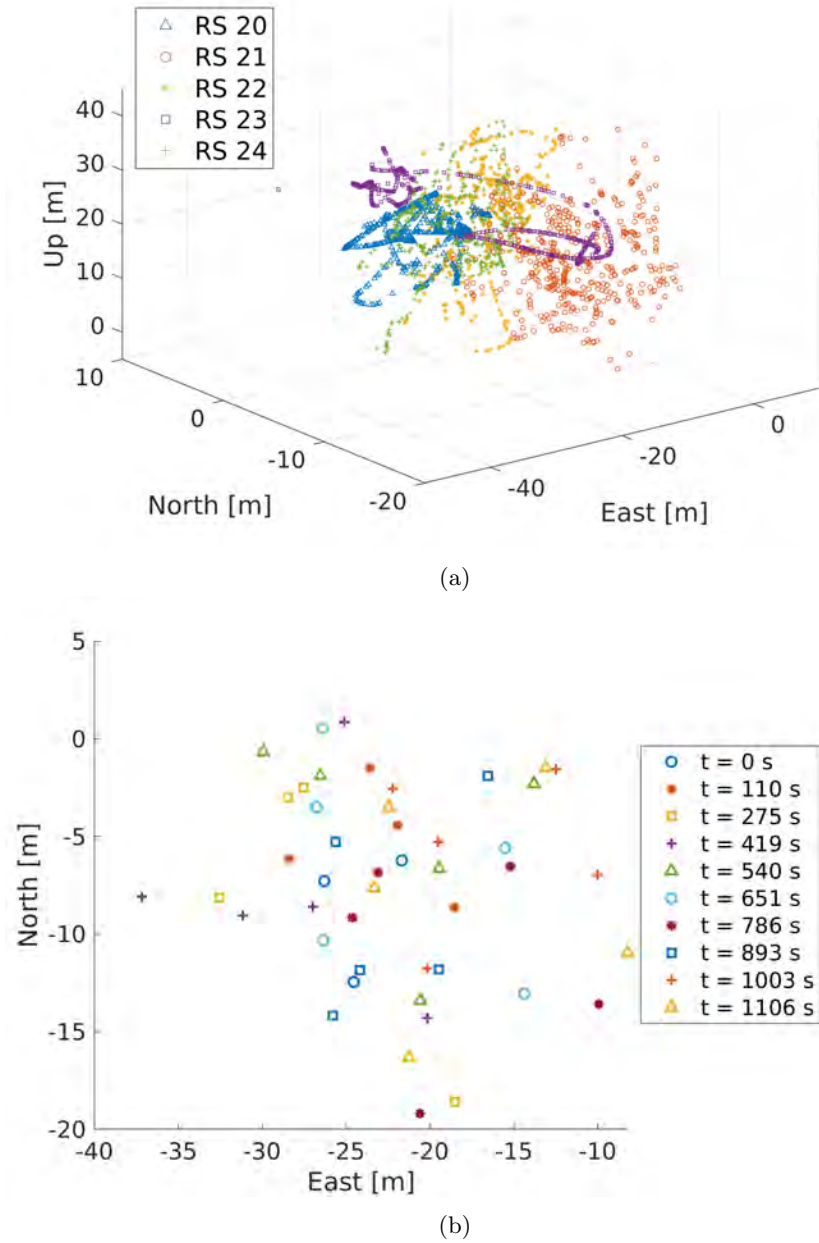 RS 20
RS 21
RS 22
RS 23
RS 24
40
30
20
10
0
Up [m]
10
0
-10
-20
North [m]
-40
-20
0
East [m]
(a)
5
0
-5
-10
-15
-20
North [m]
-40
-35
-30
-25
-20
-15
-10
East [m]
t = 0 s
t = 110 s
t = 275 s
t = 419 s
t = 540 s
t = 651 s
t = 786 s
t = 893 s
t = 1003 s
t = 1106 s
(b)